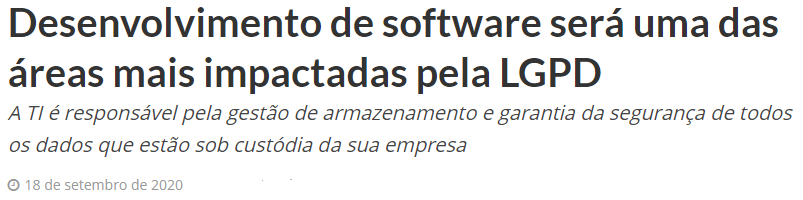 Desenvolvimento de software será uma das
áreas mais impactadas pela LGPD
A TI é responsável pela gestão de armazenamento e garantia da segurança de todos
os dados que estão sob custódia da sua empresa
18 de setembro de 2020